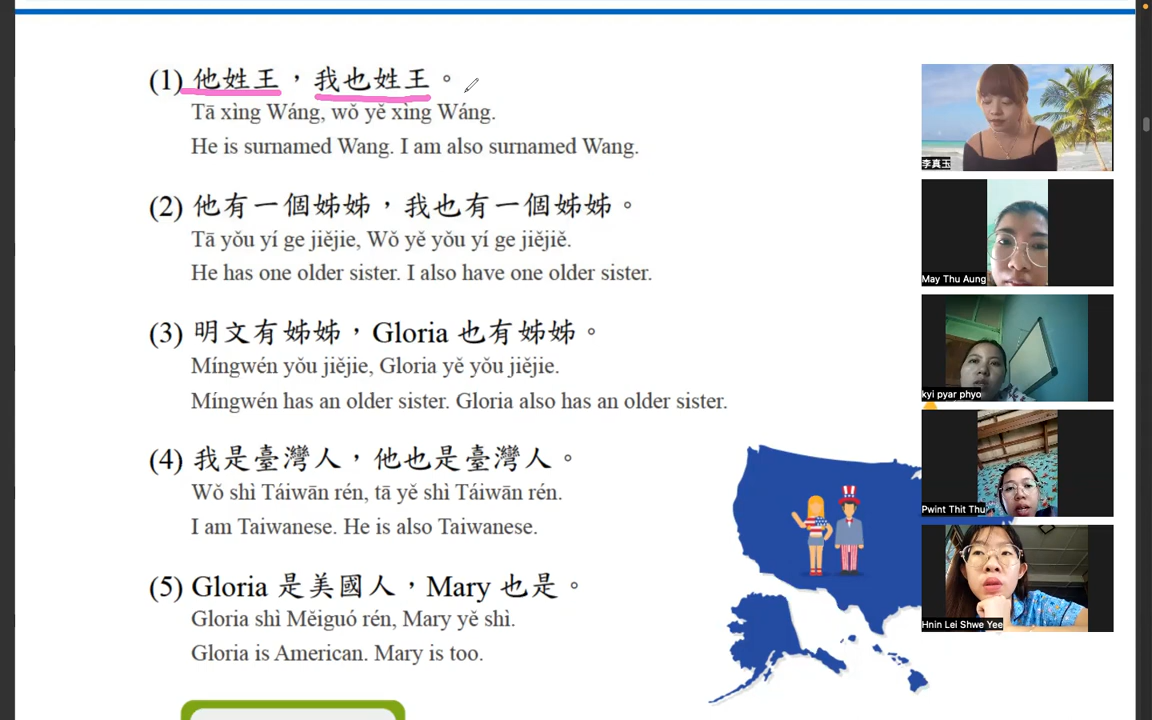 (1) 他姓王，我也姓王。
Tā xìng Wáng, wǒ yě xìng Wáng.
He is surnamed Wang. I am also surnamed Wang.
(2) 他有一個姊姊，我也有一個姊姊。
Tā yǒu yí ge jiějie, Wǒ yě yǒu yí ge jiějiě.
He has one older sister. I also have one older sister.
(3) 明文有姊姊，Gloria 也有姊姊。
Míngwén yǒu jiějie, Gloria yě yǒu jiějie.
Míngwén has an older sister. Gloria also has an older sister.
(4) 我是臺灣人，他也是臺灣人。
Wǒ shì Táiwān rén, tā yě shì Táiwān rén.
I am Taiwanese. He is also Taiwanese.
(5) Gloria 是美國人，Mary 也是。
Gloria shì Měiguó rén, Mary yě shì.
Gloria is American. Mary is too.
李真玉
May Thu Aung
kyi pyar phyo
Pwint Thit Thu
Hnin Lei Shwe Yee